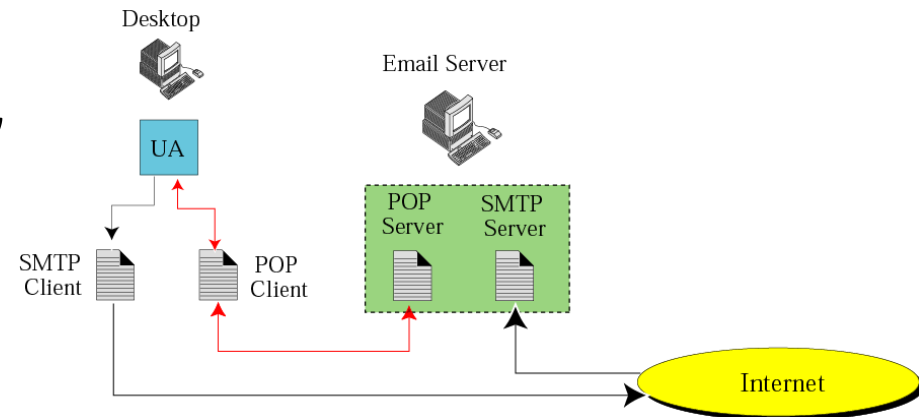 Desktop
Email Server
UA
POP
Server
SMTP
Server
SMTP
Client
POP
Client
Internet